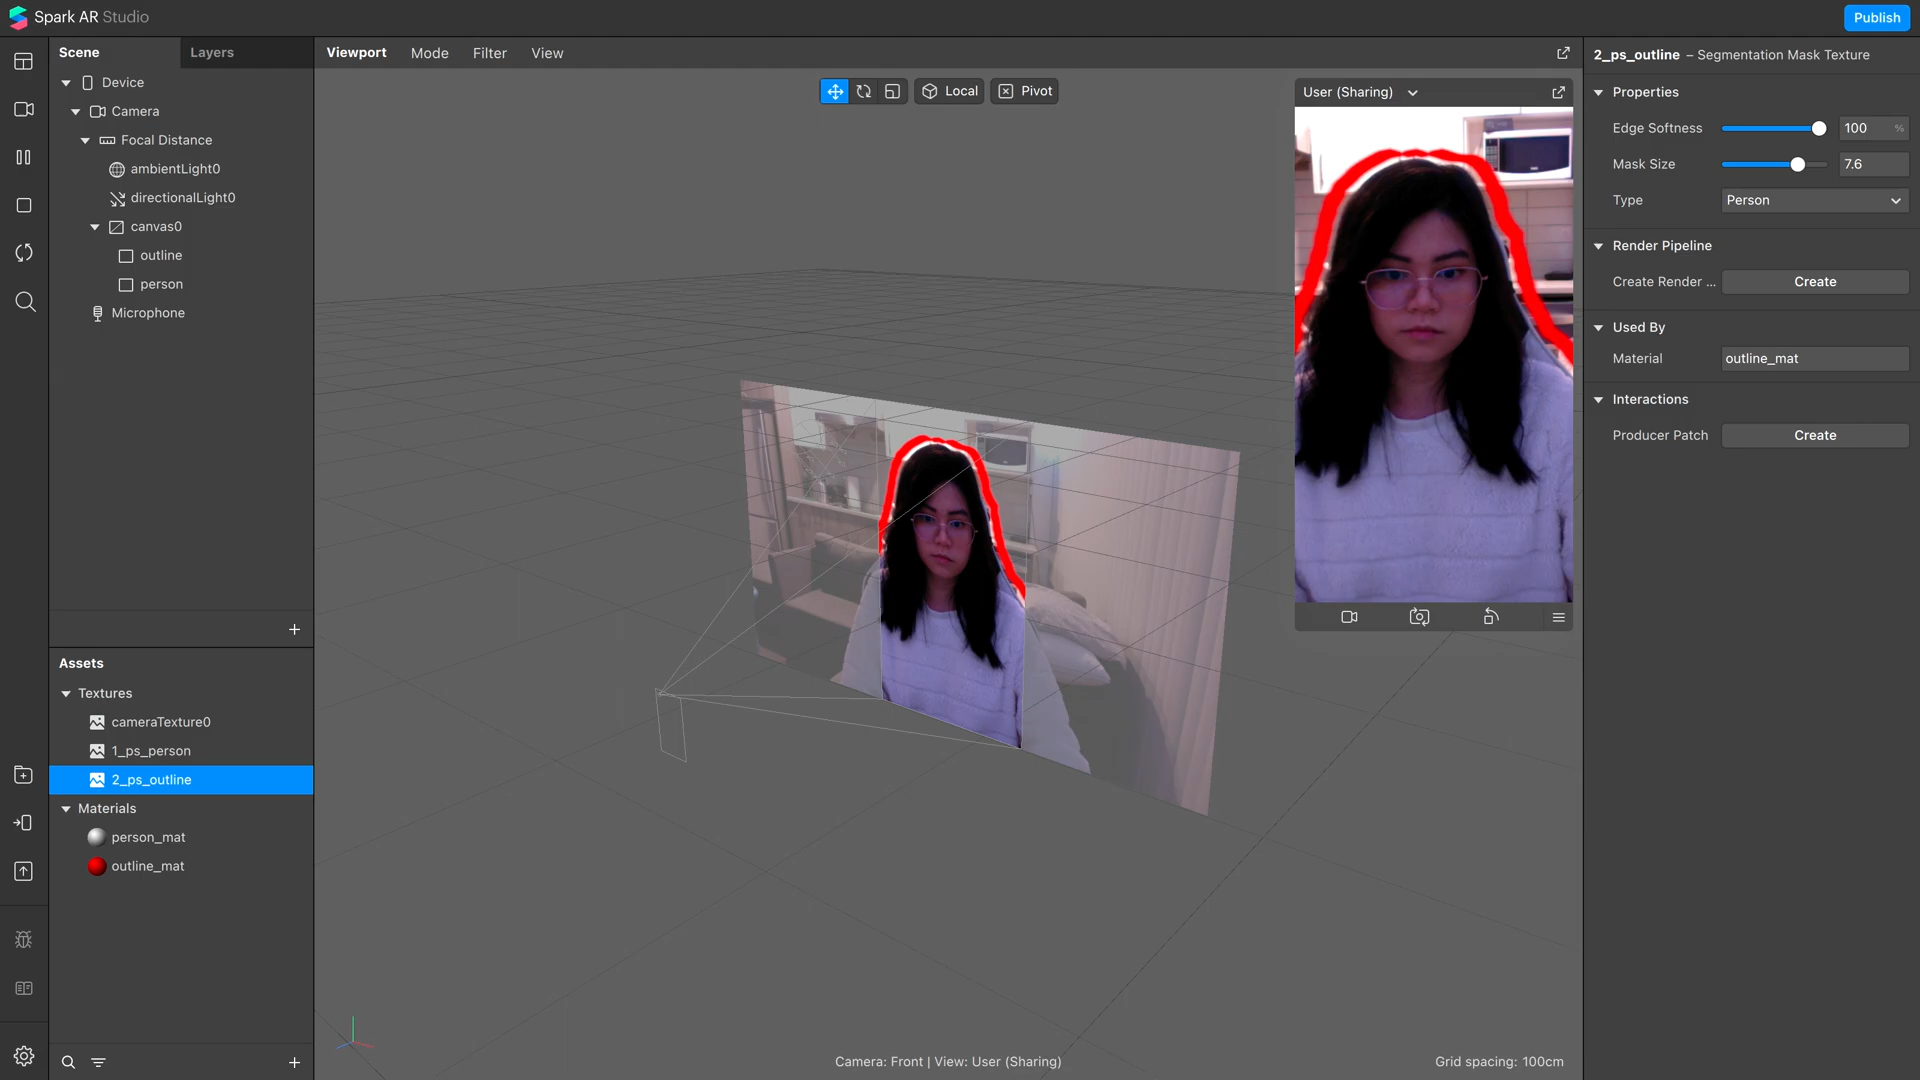 Spark AR Studio
Publish
Scene
Layers
Device
Camera
Focal Distance
ambientLight0
directionalLight0
canvas0
outline
person
Microphone
Assets
Textures
cameraTexture0
1_ps_person
2_ps_outline
Materials
person_mat
outline_mat
Viewport
Mode
Filter
View
Local
Pivot
User (Sharing)
Camera: Front | View: User (Sharing)
Grid spacing: 100cm
2_ps_outline – Segmentation Mask Texture
Properties
Edge Softness 100 %
Mask Size 7.6
Type Person
Render Pipeline
Create Render ... Create
Used By
Material outline_mat
Interactions
Producer Patch Create